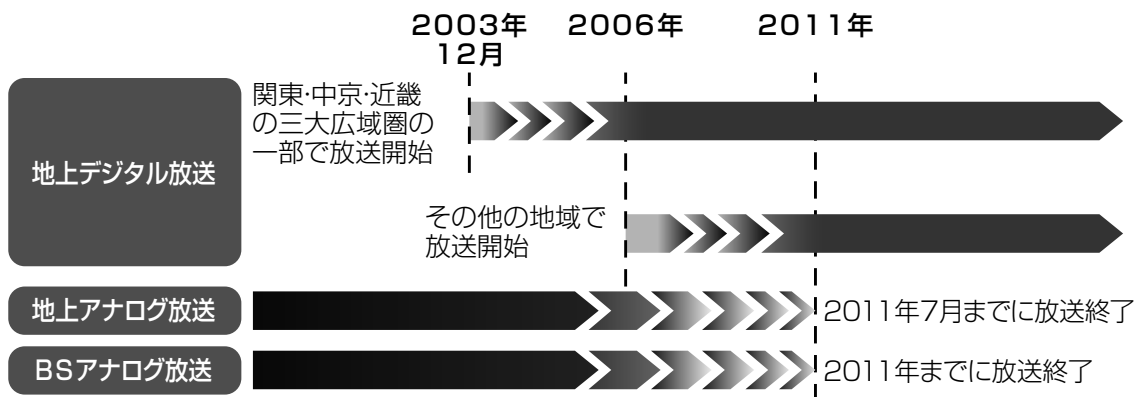 2003年
12月
2006年
2011年
地上デジタル放送
関東・中京・近畿
の三大広域圏の
一部で放送開始
その他の地域で
放送開始
地上アナログ放送
2011年7月までに放送終了
BSアナログ放送
2011年までに放送終了